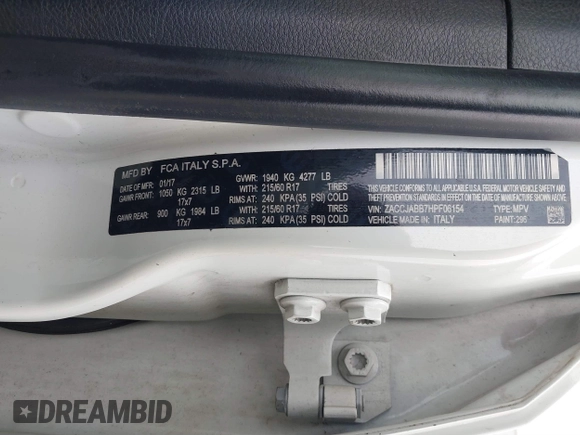 MFD BY FCA ITALY S.P.A.
DATE OF MFR: 01/17 GVWR: 1940 KG 4277 LB
GAWR FRONT: 1050 KG 2315 LB WITH: 215/60 R17 TIRES
17x7 RIMS AT: 240 KPA (35 PSI) COLD
GAWR REAR: 900 KG 1984 LB WITH: 215/60 R17 TIRES
17x7 RIMS AT: 240 KPA (35 PSI) COLD
THIS VEHICLE CONFORMS TO ALL APPLICABLE
FEDERAL MOTOR VEHICLE SAFETY
BUMPER AND THEFT PREVENTION STANDARDS IN
EFFECT ON THE DATE OF MANUFACTURE SHOWN ABOVE.
VIN: ZACCJABB7HPF06154 TYPE: MPV
VEHICLE MADE IN: ITALY PAINT: 296
DREAMBID